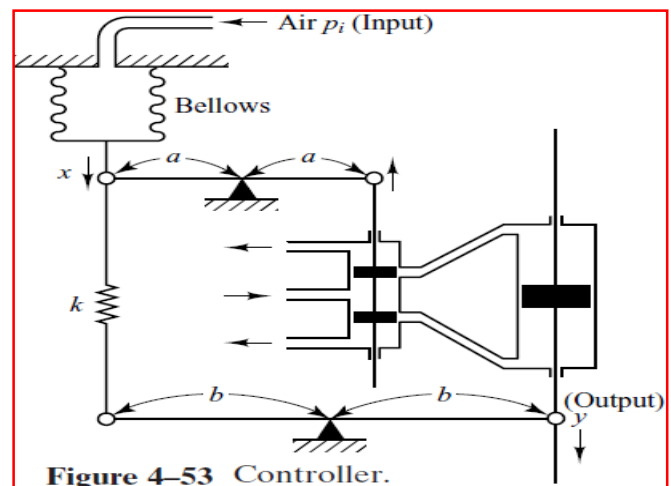 Air pᵢ (Input)
Bellows
a a
x
k
b b
(Output)
y
Figure 4–53 Controller.